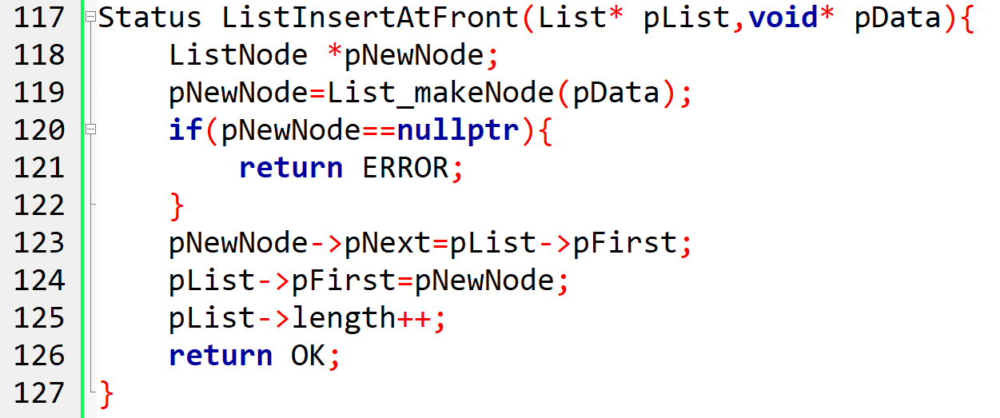 117 Status ListInsertAtFront(List* pList,void* pData){
118     ListNode *pNewNode;
119     pNewNode=List_makeNode(pData);
120     if(pNewNode==nullptr){
121         return ERROR;
122     }
123     pNewNode->pNext=pList->pFirst;
124     pList->pFirst=pNewNode;
125     pList->length++;
126     return OK;
127 }